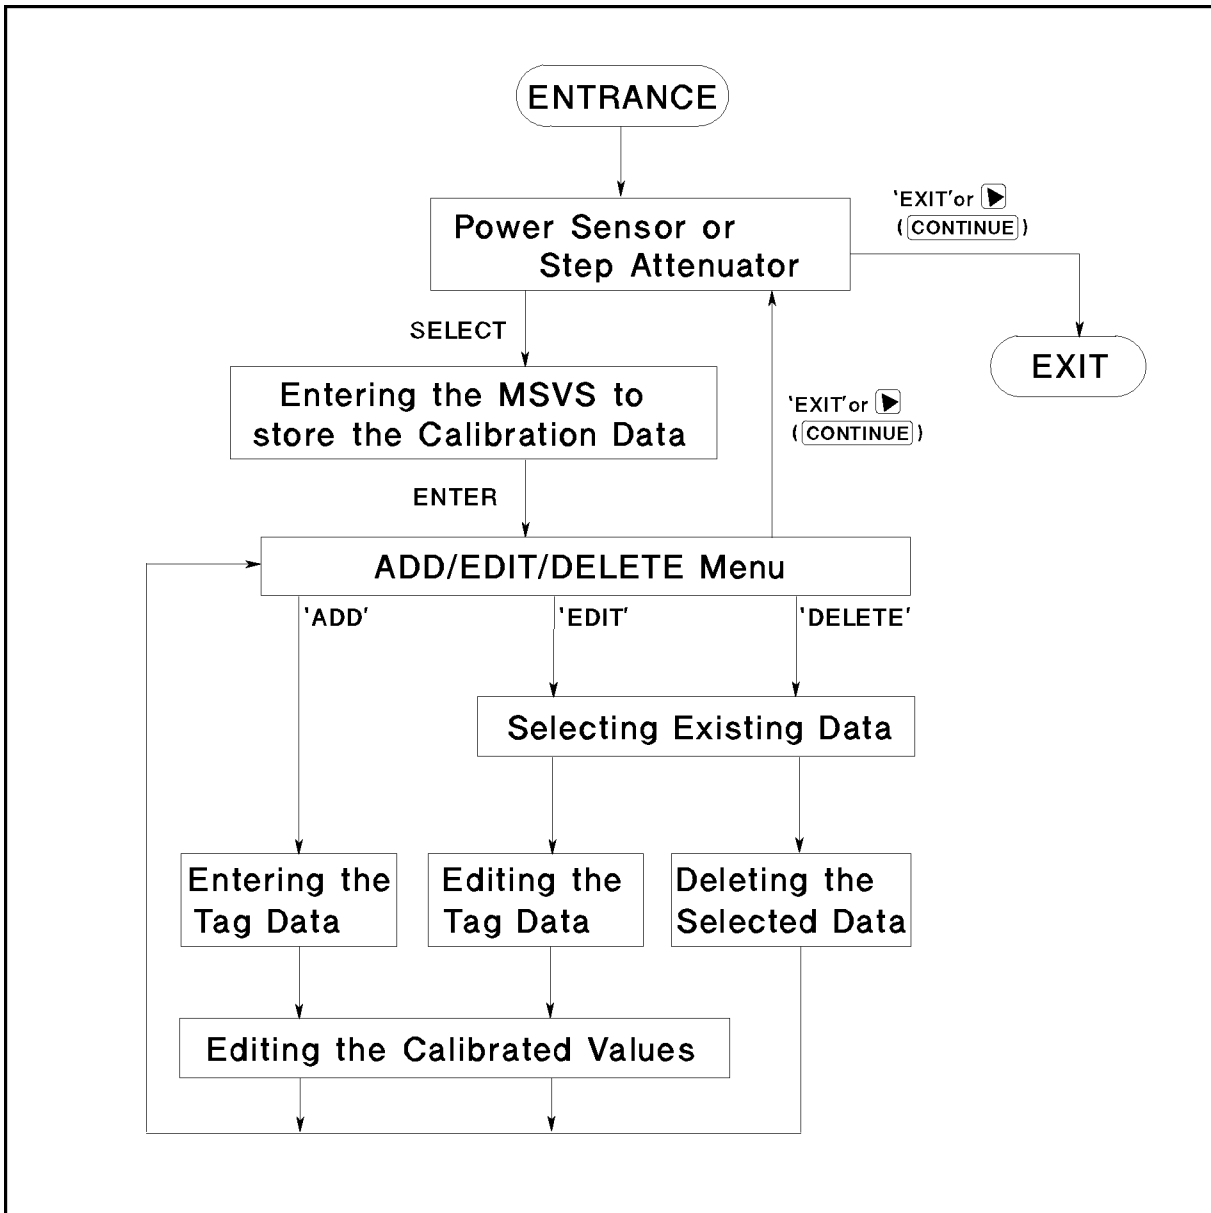 ENTRANCE
Power Sensor or
Step Attenuator
'EXIT' or ▶
(CONTINUE)
EXIT
SELECT
Entering the MSVS to
store the Calibration Data
'EXIT' or ▶
(CONTINUE)
ENTER
ADD/EDIT/DELETE Menu
'ADD'
'EDIT'
'DELETE'
Selecting Existing Data
Entering the
Tag Data
Editing the
Tag Data
Deleting the
Selected Data
Editing the Calibrated Values